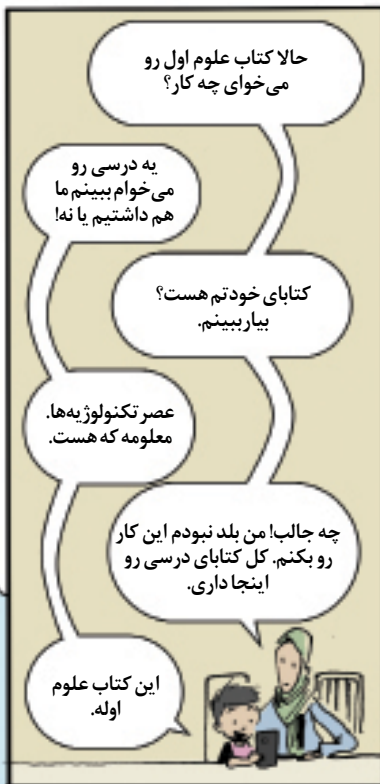 حالا کتاب علوم اول رو
می‌خوای چه کار؟
یه درسی رو
می‌خوام ببینم ما
هم داشتیم یا نه!
کتابای خودتم هست؟
بیار ببینم.
عصر تکنولوژیه‌ها.
معلومه که هست.
چه جالب! من بلد نبودم این کار
رو بکنم. کل کتابای درسی رو
اینجا داری.
این کتاب علوم
اوله.